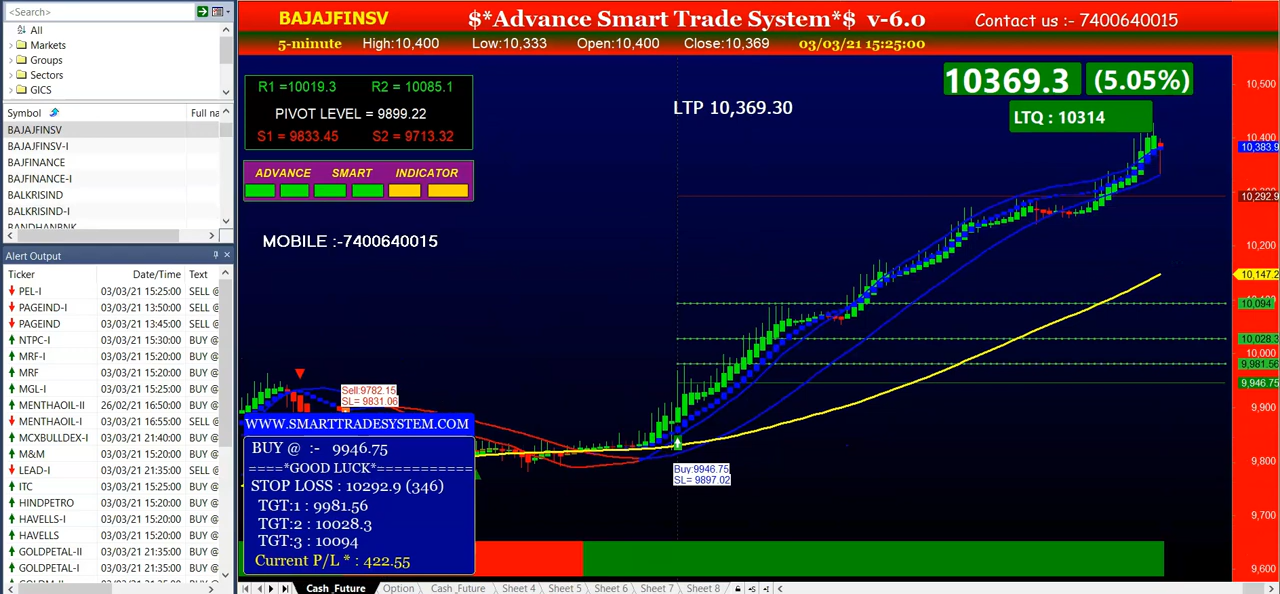 <Search>
All
Markets
Groups
Sectors
GICS
Symbol Full na
BAJAJFINSV
BAJAJFINSV-I
BAJFINANCE
BAJFINANCE-I
BALKRISIND
BALKRISIND-I
BANDHANBNK
Alert Output
Ticker Date/Time Text
PEL-I 03/03/21 15:25:00 SELL @
PAGEIND-I 03/03/21 13:50:00 SELL @
PAGEIND 03/03/21 13:45:00 SELL @
NTPC-I 03/03/21 15:30:00 BUY @
MRF-I 03/03/21 15:20:00 BUY @
MRF 03/03/21 15:20:00 BUY @
MGL-I 03/03/21 15:25:00 BUY @
MENTHAOIL-II 26/02/21 16:50:00 BUY @
MENTHAOIL-I 03/03/21 16:55:00 SELL @
MCXBULLDEX-I 03/03/21 21:40:00 BUY @
M&M 03/03/21 15:20:00 BUY @
LEAD-I 03/03/21 21:35:00 SELL @
ITC 03/03/21 15:25:00 BUY @
HINDPETRO 03/03/21 15:20:00 BUY @
HAVELLS-I 03/03/21 15:20:00 BUY @
HAVELLS 03/03/21 15:20:00 BUY @
GOLDPETAL-II 03/03/21 21:35:00 BUY @
GOLDPETAL-I 03/03/21 21:35:00 BUY @
BAJAJFINSV $*Advance Smart Trade System*$ v-6.0 Contact us :- 7400640015
5-minute High:10,400 Low:10,333 Open:10,400 Close:10,369 03/03/21 15:25:00
R1 =10019.3 R2 = 10085.1
PIVOT LEVEL = 9899.22
S1 = 9833.45 S2 = 9713.32
ADVANCE SMART INDICATOR
MOBILE :-7400640015
LTP 10,369.30
10369.3 (5.05%)
LTQ : 10314
10,500
10,400
10,383.9
10,292.9
10,200
10,147.2
10,094
10,028.3
10,000
9,981.56
9,946.75
9,900
9,800
9,700
9,600
Sell:9782.15
SL= 9831.06
Buy:9946.75
SL= 9897.02
WWW.SMARTTRADESYSTEM.COM
BUY @ :- 9946.75
====*GOOD LUCK*===========
STOP LOSS : 10292.9 (346)
TGT:1 : 9981.56
TGT:2 : 10028.3
TGT:3 : 10094
Current P/L * : 422.55
Cash_Future Option Cash_Future Sheet 4 Sheet 5 Sheet 6 Sheet 7 Sheet 8